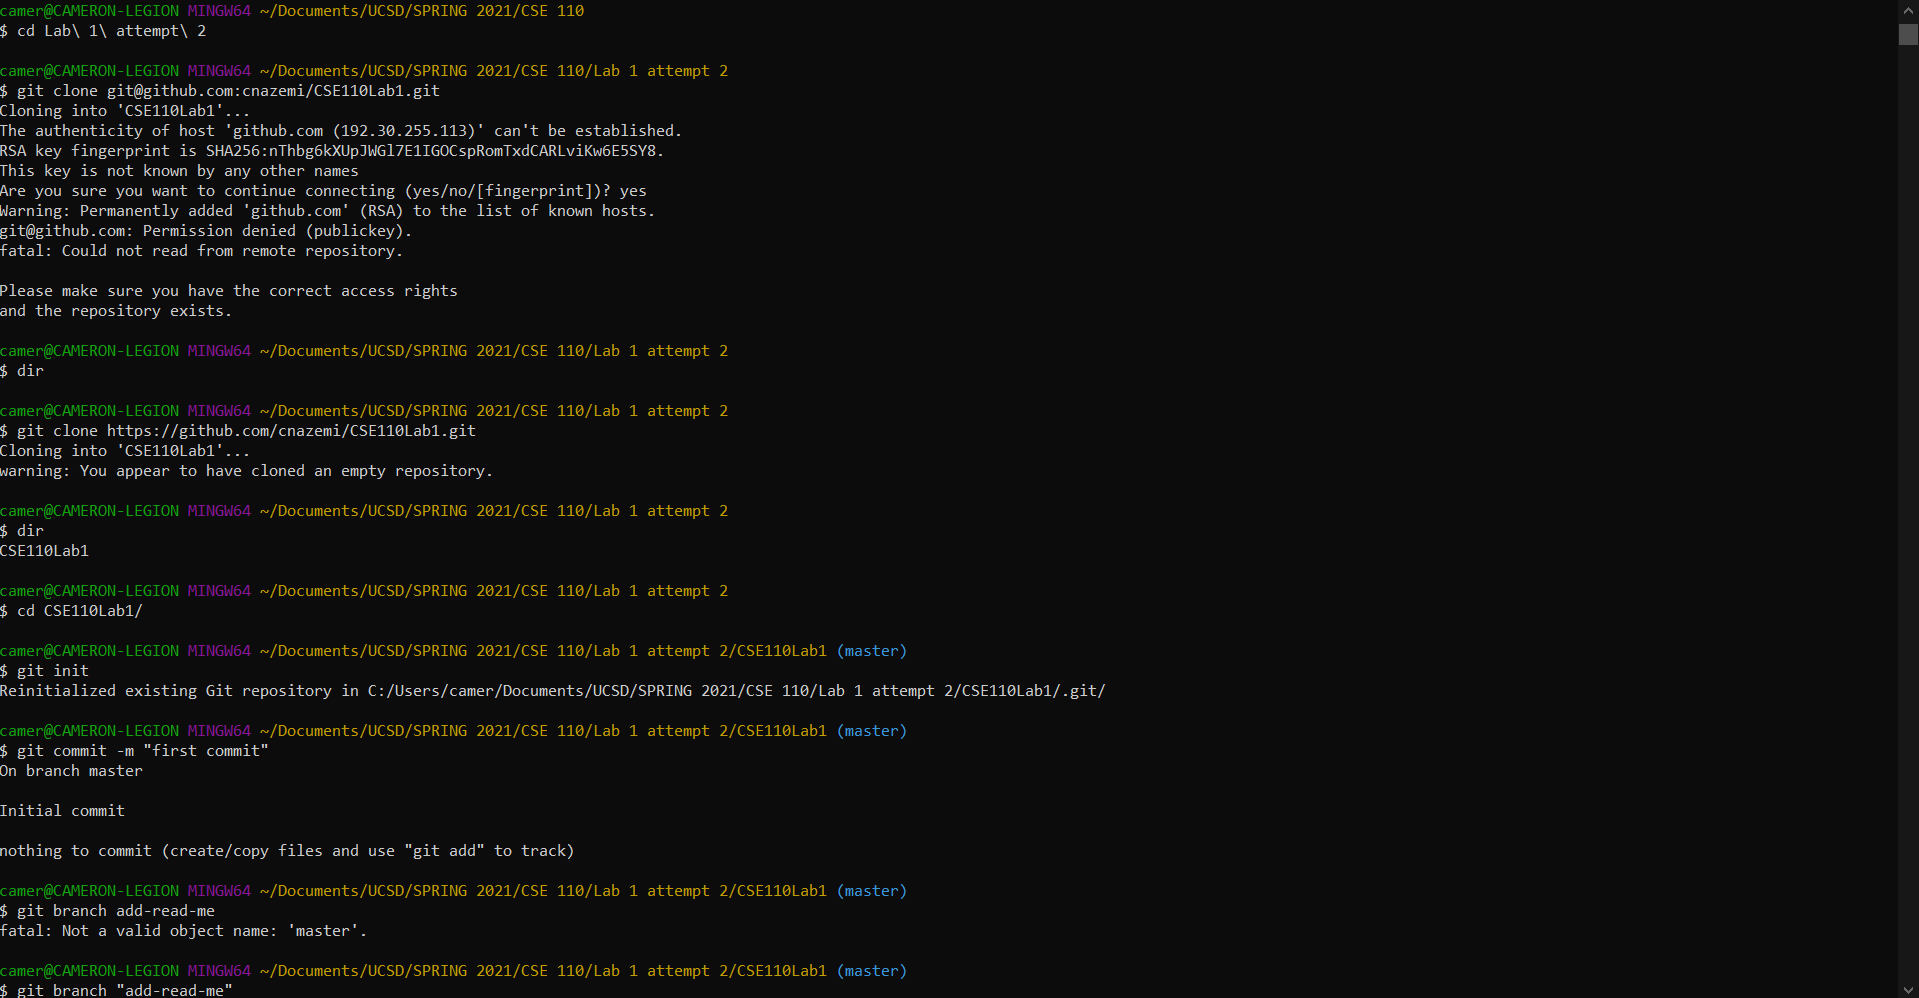 camer@CAMERON-LEGION MINGW64 ~/Documents/UCSD/SPRING 2021/CSE 110
$ cd Lab\ 1\ attempt\ 2
camer@CAMERON-LEGION MINGW64 ~/Documents/UCSD/SPRING 2021/CSE 110/Lab 1 attempt 2
$ git clone git@github.com:cnazemi/CSE110Lab1.git
Cloning into 'CSE110Lab1'...
The authenticity of host 'github.com (192.30.255.113)' can't be established.
RSA key fingerprint is SHA256:nThbg6kXUpJWGl7E1IGOCspRomTxdCARLviKw6E5SY8.
This key is not known by any other names
Are you sure you want to continue connecting (yes/no/[fingerprint])? yes
Warning: Permanently added 'github.com' (RSA) to the list of known hosts.
git@github.com: Permission denied (publickey).
fatal: Could not read from remote repository.
Please make sure you have the correct access rights
and the repository exists.
camer@CAMERON-LEGION MINGW64 ~/Documents/UCSD/SPRING 2021/CSE 110/Lab 1 attempt 2
$ dir
camer@CAMERON-LEGION MINGW64 ~/Documents/UCSD/SPRING 2021/CSE 110/Lab 1 attempt 2
$ git clone https://github.com/cnazemi/CSE110Lab1.git
Cloning into 'CSE110Lab1'...
warning: You appear to have cloned an empty repository.
camer@CAMERON-LEGION MINGW64 ~/Documents/UCSD/SPRING 2021/CSE 110/Lab 1 attempt 2
$ dir
CSE110Lab1
camer@CAMERON-LEGION MINGW64 ~/Documents/UCSD/SPRING 2021/CSE 110/Lab 1 attempt 2
$ cd CSE110Lab1/
camer@CAMERON-LEGION MINGW64 ~/Documents/UCSD/SPRING 2021/CSE 110/Lab 1 attempt 2/CSE110Lab1 (master)
$ git init
Reinitialized existing Git repository in C:/Users/camer/Documents/UCSD/SPRING 2021/CSE 110/Lab 1 attempt 2/CSE110Lab1/.git/
camer@CAMERON-LEGION MINGW64 ~/Documents/UCSD/SPRING 2021/CSE 110/Lab 1 attempt 2/CSE110Lab1 (master)
$ git commit -m "first commit"
On branch master
Initial commit
nothing to commit (create/copy files and use "git add" to track)
camer@CAMERON-LEGION MINGW64 ~/Documents/UCSD/SPRING 2021/CSE 110/Lab 1 attempt 2/CSE110Lab1 (master)
$ git branch add-read-me
fatal: Not a valid object name: 'master'.
camer@CAMERON-LEGION MINGW64 ~/Documents/UCSD/SPRING 2021/CSE 110/Lab 1 attempt 2/CSE110Lab1 (master)
$ git branch "add-read-me"